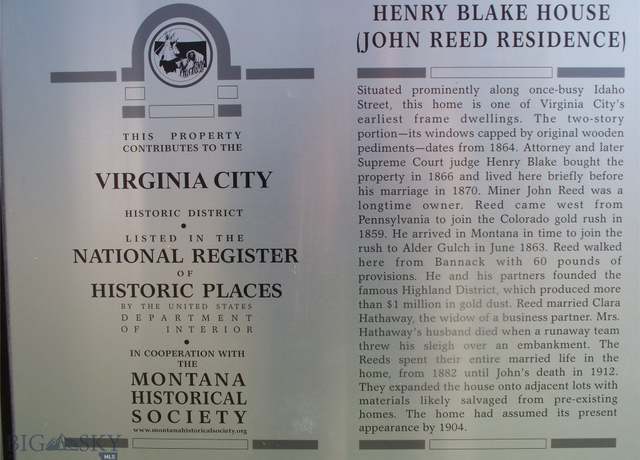 THIS PROPERTY
CONTRIBUTES TO THE
VIRGINIA CITY
HISTORIC DISTRICT
LISTED IN THE
NATIONAL REGISTER
OF
HISTORIC PLACES
BY THE UNITED STATES
DEPARTMENT
OF INTERIOR
IN COOPERATION WITH
THE
MONTANA
HISTORICAL
SOCIETY
www.montanahistoricalsociety.org
HENRY BLAKE HOUSE
(JOHN REED RESIDENCE)
Situated prominently along once-busy Idaho
Street, this home is one of Virginia City's
earliest frame dwellings. The two-story
portion—its windows capped by original wooden
pediments—dates from 1864. Attorney and later
Supreme Court judge Henry Blake bought the
property in 1866 and lived here briefly before
his marriage in 1870. Miner John Reed was a
longtime owner. Reed came west from
Pennsylvania to join the Colorado gold rush in
1859. He arrived in Montana in time to join the
rush to Alder Gulch in June 1863. Reed walked
here from Bannack with 60 pounds of
provisions. He and his partners founded the
famous Highland District, which produced more
than $1 million in gold dust. Reed married Clara
Hathaway, the widow of a business partner. Mrs.
Hathaway's husband died when a runaway team
threw his sleigh over an embankment. The
Reeds spent their entire married life in the
home, from 1882 until John's death in 1912.
They expanded the house onto adjacent lots with
materials likely salvaged from pre-existing
homes. The home had assumed its present
appearance by 1904.
BIG SKY
MLS